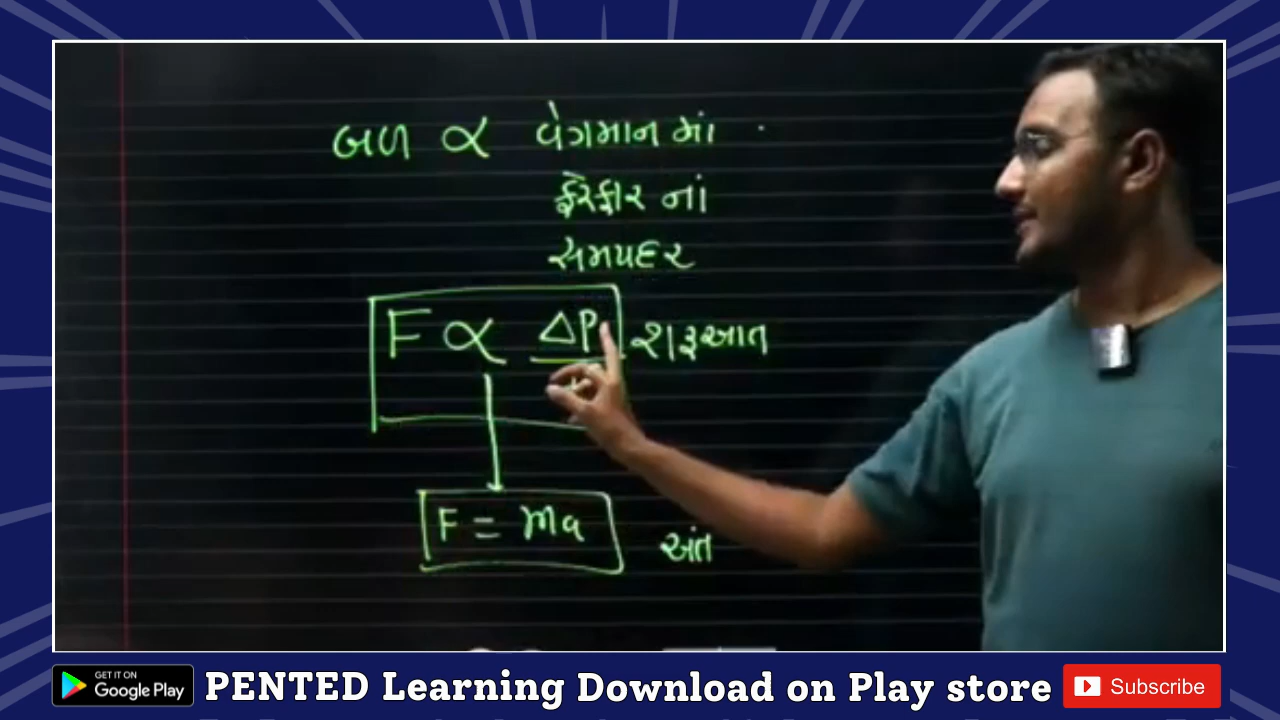 બળ ∝ વેગમાન માં
ફેરફાર નાં
સમયદર
F ∝ ΔP શરૂઆત
t
F = ma અંત
GET IT ON
Google Play
PENTED Learning Download on Play store
Subscribe